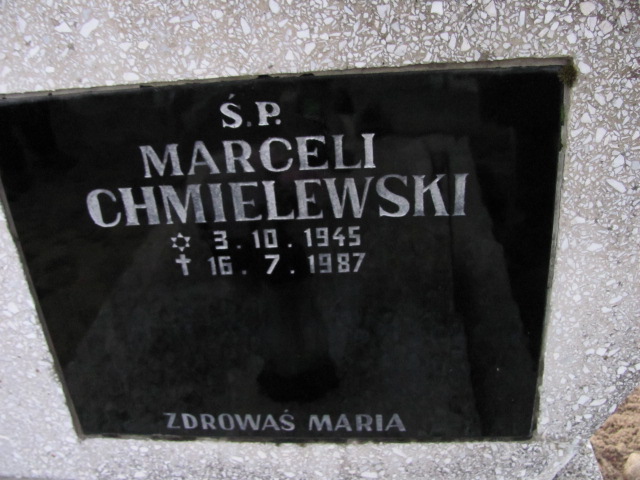 Ś.P.
MARCELI
CHMIELEWSKI
✡ 3.10.1945
✝ 16.7.1987
ZDROWAŚ MARIA